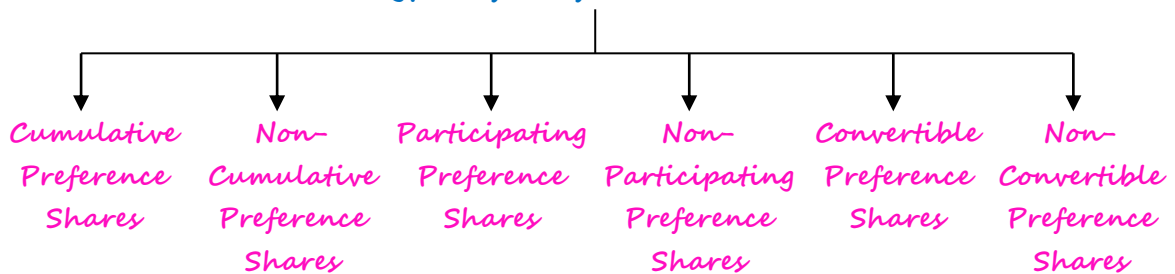 Cumulative
Preference
Shares
Non-
Cumulative
Preference
Shares
Participating
Preference
Shares
Non-
Participating
Preference
Shares
Convertible
Preference
Shares
Non-
Convertible
Preference
Shares